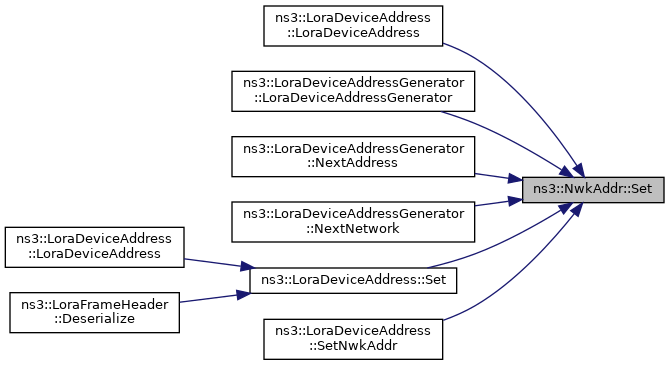 ns3::LoraDeviceAddress
::LoraDeviceAddress
ns3::LoraDeviceAddressGenerator
::LoraDeviceAddressGenerator
ns3::LoraDeviceAddressGenerator
::NextAddress
ns3::NwkAddr::Set
ns3::LoraDeviceAddressGenerator
::NextNetwork
ns3::LoraDeviceAddress
::LoraDeviceAddress
ns3::LoraDeviceAddress::Set
ns3::LoraFrameHeader
::Deserialize
ns3::LoraDeviceAddress
::SetNwkAddr